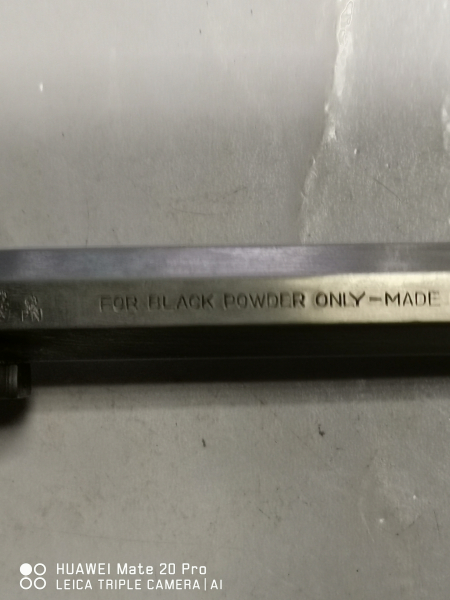 FOR BLACK POWDER ONLY-MADE
HUAWEI Mate 20 Pro
LEICA TRIPLE CAMERA | AI